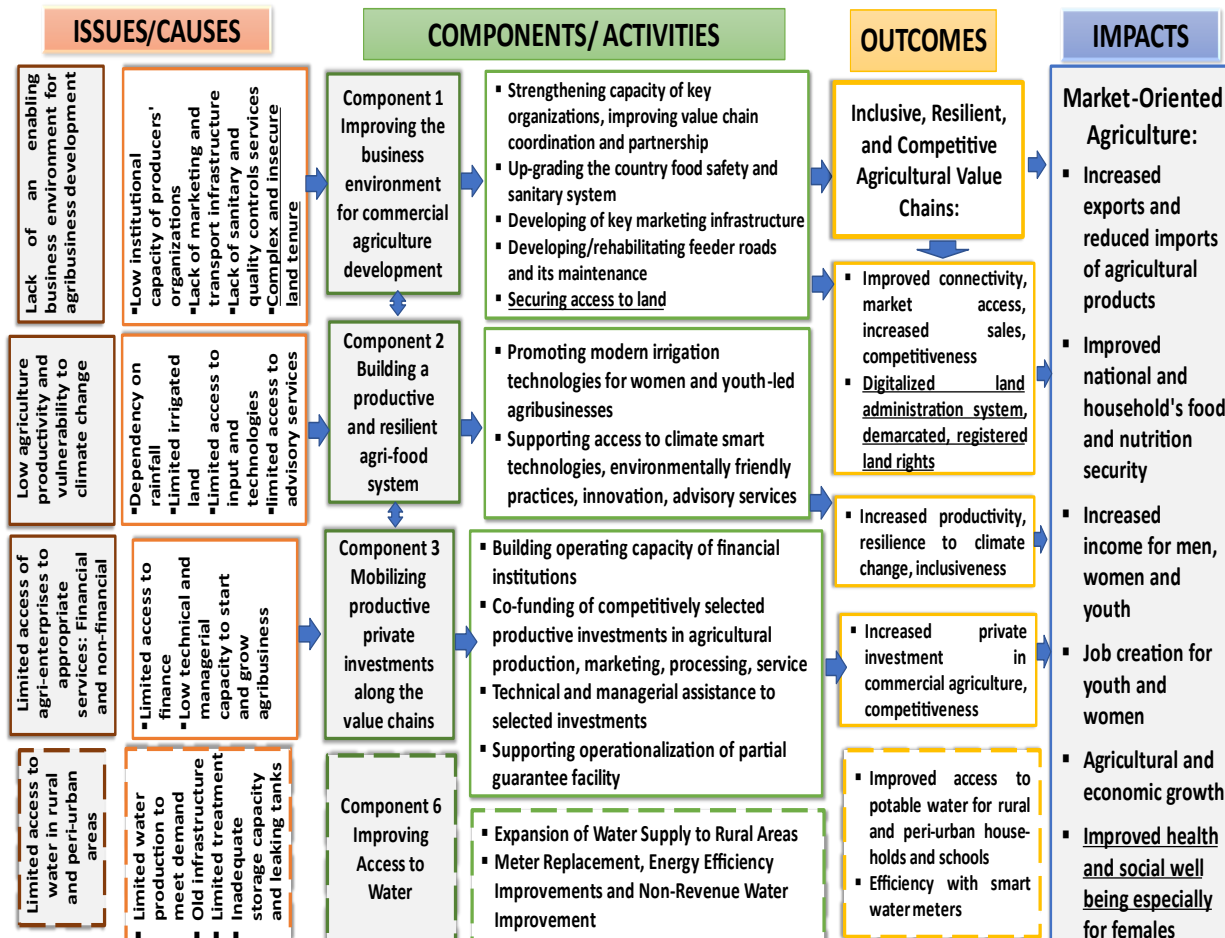 ISSUES/CAUSES
COMPONENTS/ ACTIVITIES
OUTCOMES
IMPACTS
Lack of an enabling
business environment for
agribusiness development
▪Low institutional
capacity of producers'
organizations
▪Lack of marketing and
transport infrastructure
▪Lack of sanitary and
quality controls services
▪Complex and insecure
land tenure
Component 1
Improving the
business
environment
for commercial
agriculture
development
▪ Strengthening capacity of key
organizations, improving value chain
coordination and partnership
▪ Up-grading the country food safety and
sanitary system
▪ Developing of key marketing infrastructure
▪ Developing/rehabilitating feeder roads
and its maintenance
▪ Securing access to land
Inclusive, Resilient,
and Competitive
Agricultural Value
Chains:
▪ Improved connectivity,
market access,
increased sales,
competitiveness
▪ Digitalized land
administration system,
demarcated, registered
land rights
Low agriculture
productivity and
vulnerability to
climate change
▪Dependency on
rainfall
▪Limited irrigated
land
▪Limited access to
input and
technologies
▪limited access to
advisory services
Component 2
Building a
productive
and resilient
agri-food
system
▪ Promoting modern irrigation
technologies for women and youth-led
agribusinesses
▪ Supporting access to climate smart
technologies, environmentally friendly
practices, innovation, advisory services
▪ Increased productivity,
resilience to climate
change, inclusiveness
Limited access of
agri-enterprises to
appropriate
services: Financial
and non-financial
▪Limited access to
finance
▪Low technical and
managerial
capacity to start
and grow
agribusiness
Component 3
Mobilizing
productive
private
investments
along the
value chains
▪ Building operating capacity of financial
institutions
▪ Co-funding of competitively selected
productive investments in agricultural
production, marketing, processing, service
▪ Technical and managerial assistance to
selected investments
▪ Supporting operationalization of partial
guarantee facility
▪ Increased private
investment in
commercial agriculture,
competitiveness
Limited access to
water in rural
and peri-urban
areas
▪ Limited water
production to
meet demand
▪ Old infrastructure
▪ Limited treatment
▪ Inadequate
storage capacity
and leaking tanks
Component 6
Improving
Access to
Water
▪ Expansion of Water Supply to Rural Areas
▪ Meter Replacement, Energy Efficiency
Improvements and Non-Revenue Water
Improvement
▪ Improved access to
potable water for rural
and peri-urban house-
holds and schools
▪ Efficiency with smart
water meters
Market-Oriented
Agriculture:
▪ Increased
exports and
reduced imports
of agricultural
products
▪ Improved
national and
household's food
and nutrition
security
▪ Increased
income for men,
women and
youth
▪ Job creation for
youth and
women
▪ Agricultural and
economic growth
▪ Improved health
and social well
being especially
for females